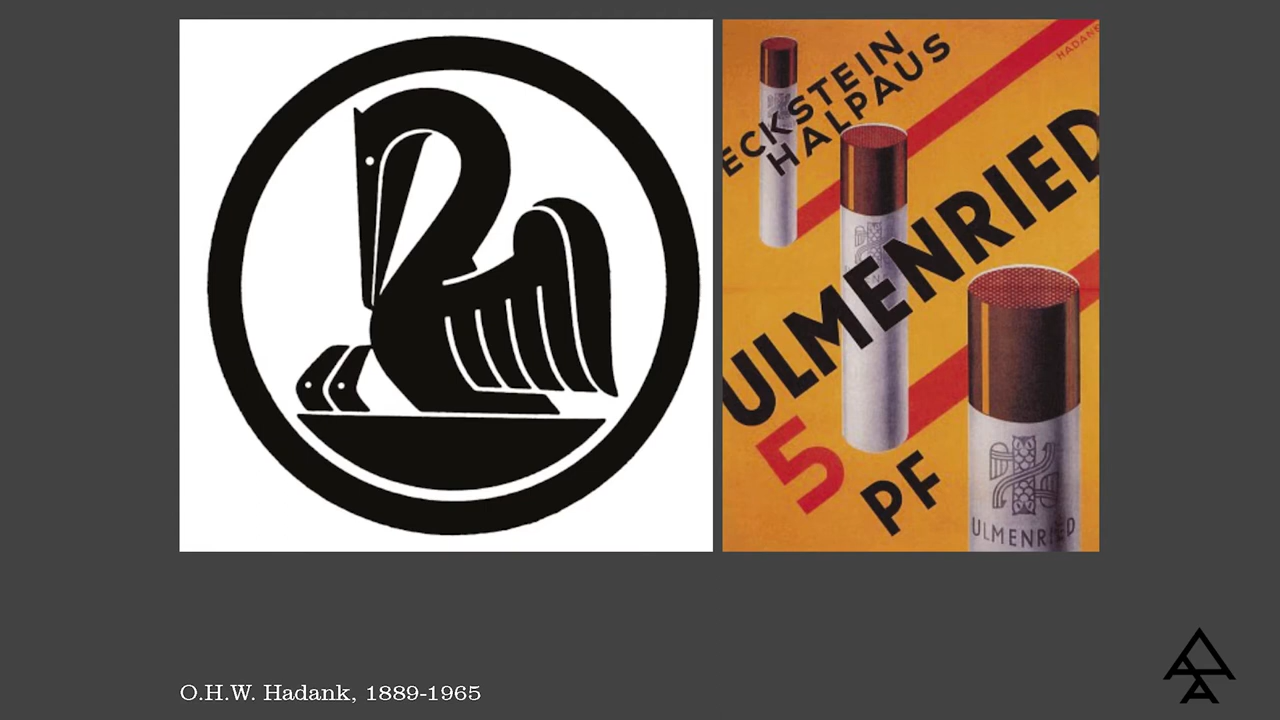 ECKSTEIN
HALPAUS
HADANK
ULMENRIED
5
PF
ULMENRIED
O.H.W. Hadank, 1889-1965